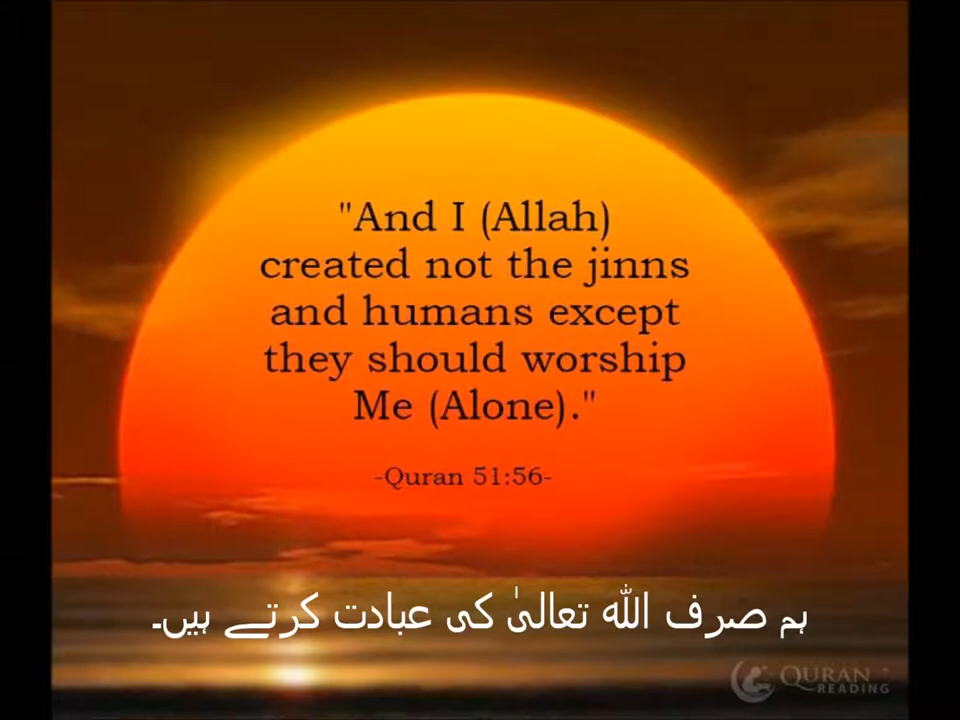 "And I (Allah)
created not the jinns
and humans except
they should worship
Me (Alone)."
-Quran 51:56-
ہم صرف اللہ تعالیٰ کی عبادت کرتے ہیں۔
QURAN
READING